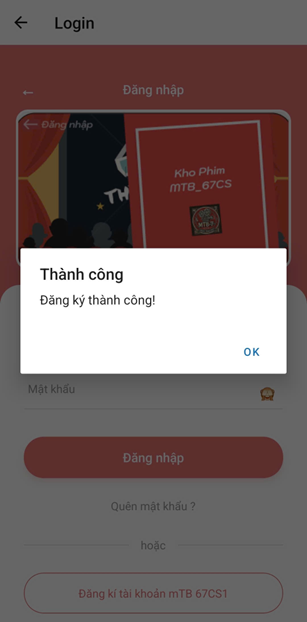 Login
Đăng nhập
Đăng nhập
Kho Phim
MTB_67CS
Thành công
Đăng ký thành công!
OK
Mật khẩu
Đăng nhập
Quên mật khẩu ?
hoặc
Đăng kí tài khoản mTB 67CS1